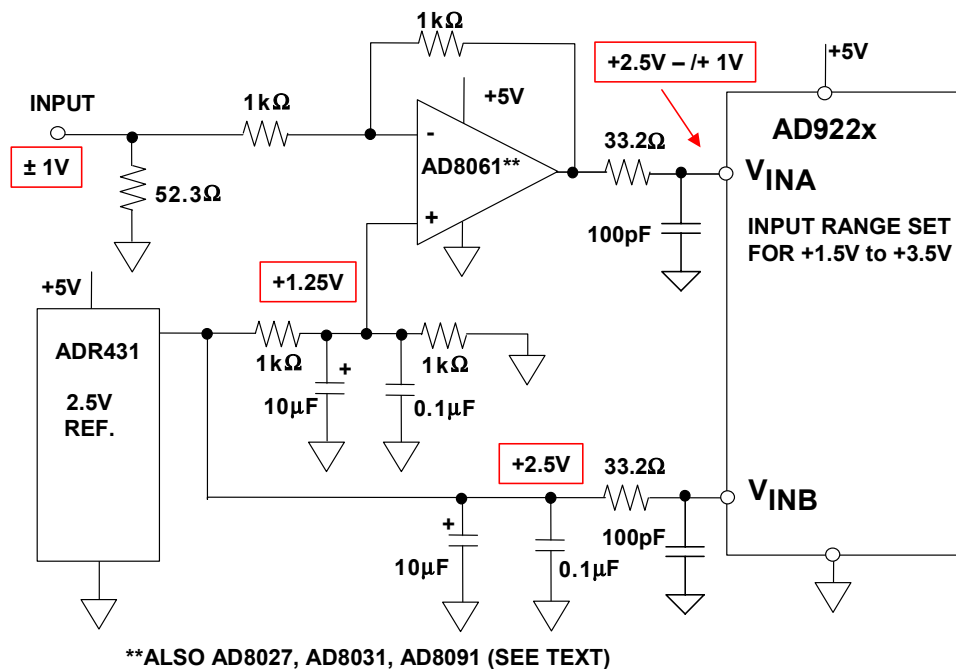 1kΩ
+2.5V – /+ 1V
+5V
INPUT
1kΩ
+5V
AD922x
± 1V
-
AD8061**
33.2Ω
VINA
52.3Ω
+
100pF
INPUT RANGE SET
FOR +1.5V to +3.5V
+1.25V
+5V
ADR431
2.5V
REF.
1kΩ
1kΩ
+
10µF
0.1µF
+2.5V
33.2Ω
VINB
+
10µF
0.1µF
100pF
**ALSO AD8027, AD8031, AD8091 (SEE TEXT)